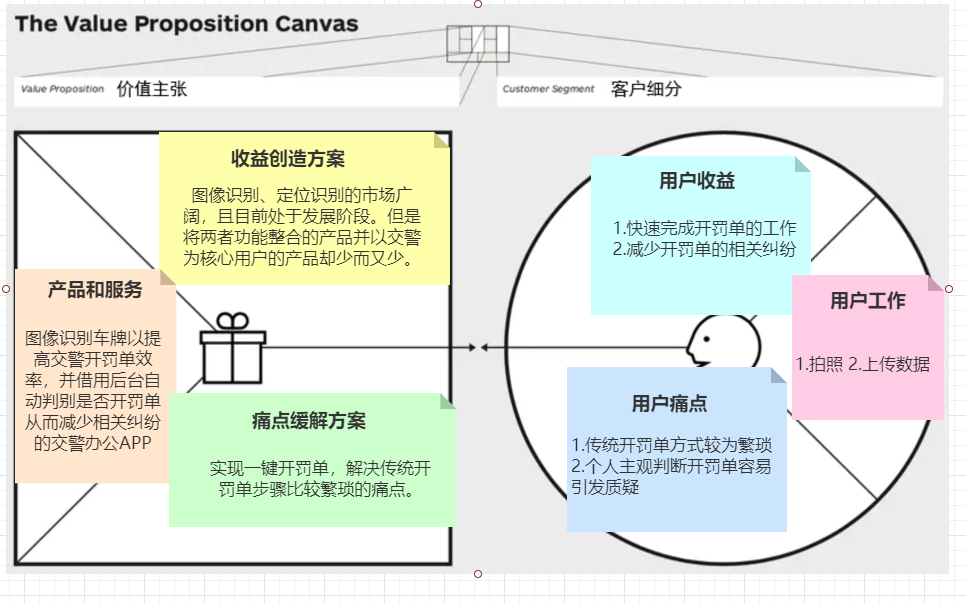 The Value Proposition Canvas
Value Proposition 价值主张
Customer Segment 客户细分
收益创造方案
图像识别、定位识别的市场广
阔，且目前处于发展阶段。但是
将两者功能整合的产品并以交警
为核心用户的产品却少而又少。
产品和服务
图像识别车牌以提
高交警开罚单效
率，并借用后台自
动判别是否开罚单
从而减少相关纠纷
的交警办公APP
痛点缓解方案
实现一键开罚单，解决传统开
罚单步骤比较繁琐的痛点。
用户收益
1.快速完成开罚单的工作
2.减少开罚单的相关纠纷
用户工作
1.拍照 2.上传数据
用户痛点
1.传统开罚单方式较为繁琐
2.个人主观判断开罚单容易
引发质疑